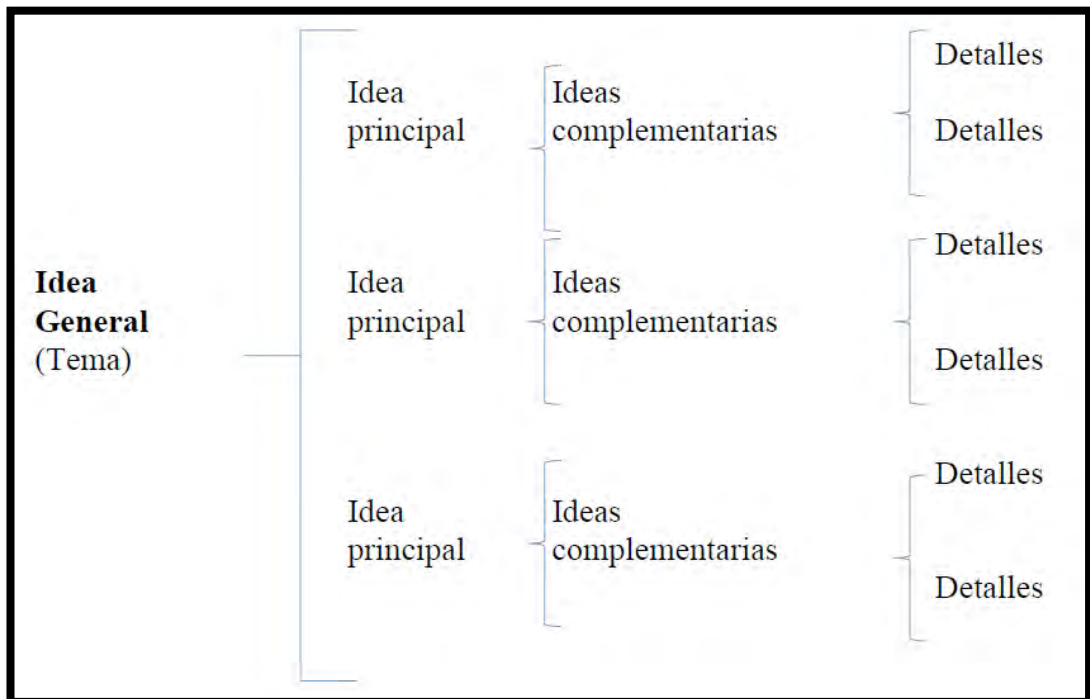 Idea
General
(Tema)
Idea
principal
Ideas
complementarias
Detalles
Detalles
Idea
principal
Ideas
complementarias
Detalles
Detalles
Idea
principal
Ideas
complementarias
Detalles
Detalles